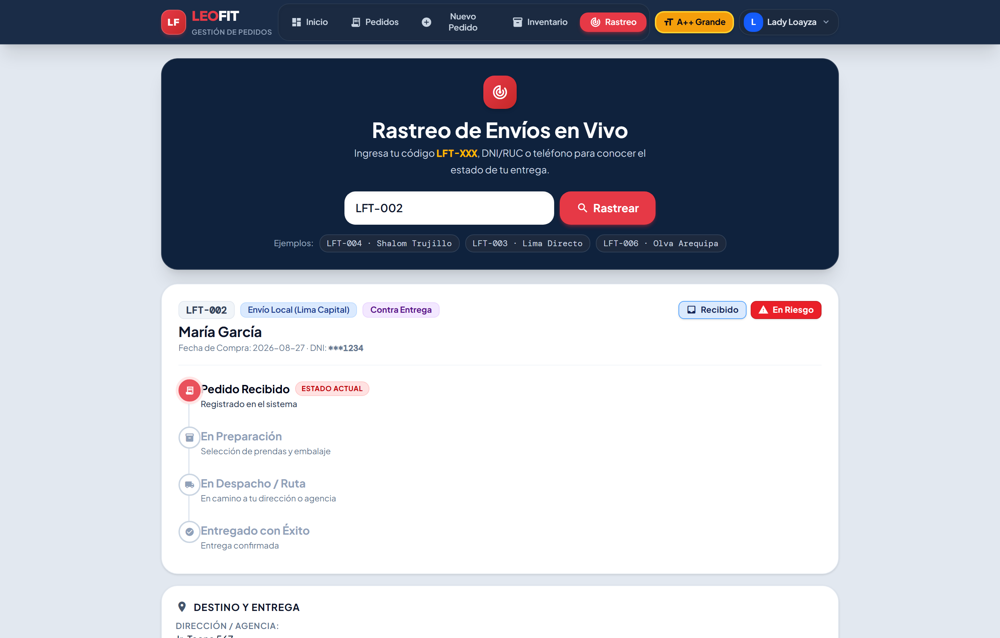 LF
LEOFIT
GESTIÓN DE PEDIDOS
Inicio
Pedidos
Nuevo
Pedido
Inventario
Rastreo
A++ Grande
L
Lady Loayza
Rastreo de Envíos en Vivo
Ingresa tu código LFT-XXX, DNI/RUC o teléfono para conocer el
estado de tu entrega.
LFT-002
Rastrear
Ejemplos:
LFT-004 · Shalom Trujillo
LFT-003 · Lima Directo
LFT-006 · Olva Arequipa
LFT-002
Envío Local (Lima Capital)
Contra Entrega
Recibido
En Riesgo
María García
Fecha de Compra: 2026-08-27 · DNI: ***1234
Pedido Recibido
ESTADO ACTUAL
Registrado en el sistema
En Preparación
Selección de prendas y embalaje
En Despacho / Ruta
En camino a tu dirección o agencia
Entregado con Éxito
Entrega confirmada
DESTINO Y ENTREGA
DIRECCIÓN / AGENCIA: